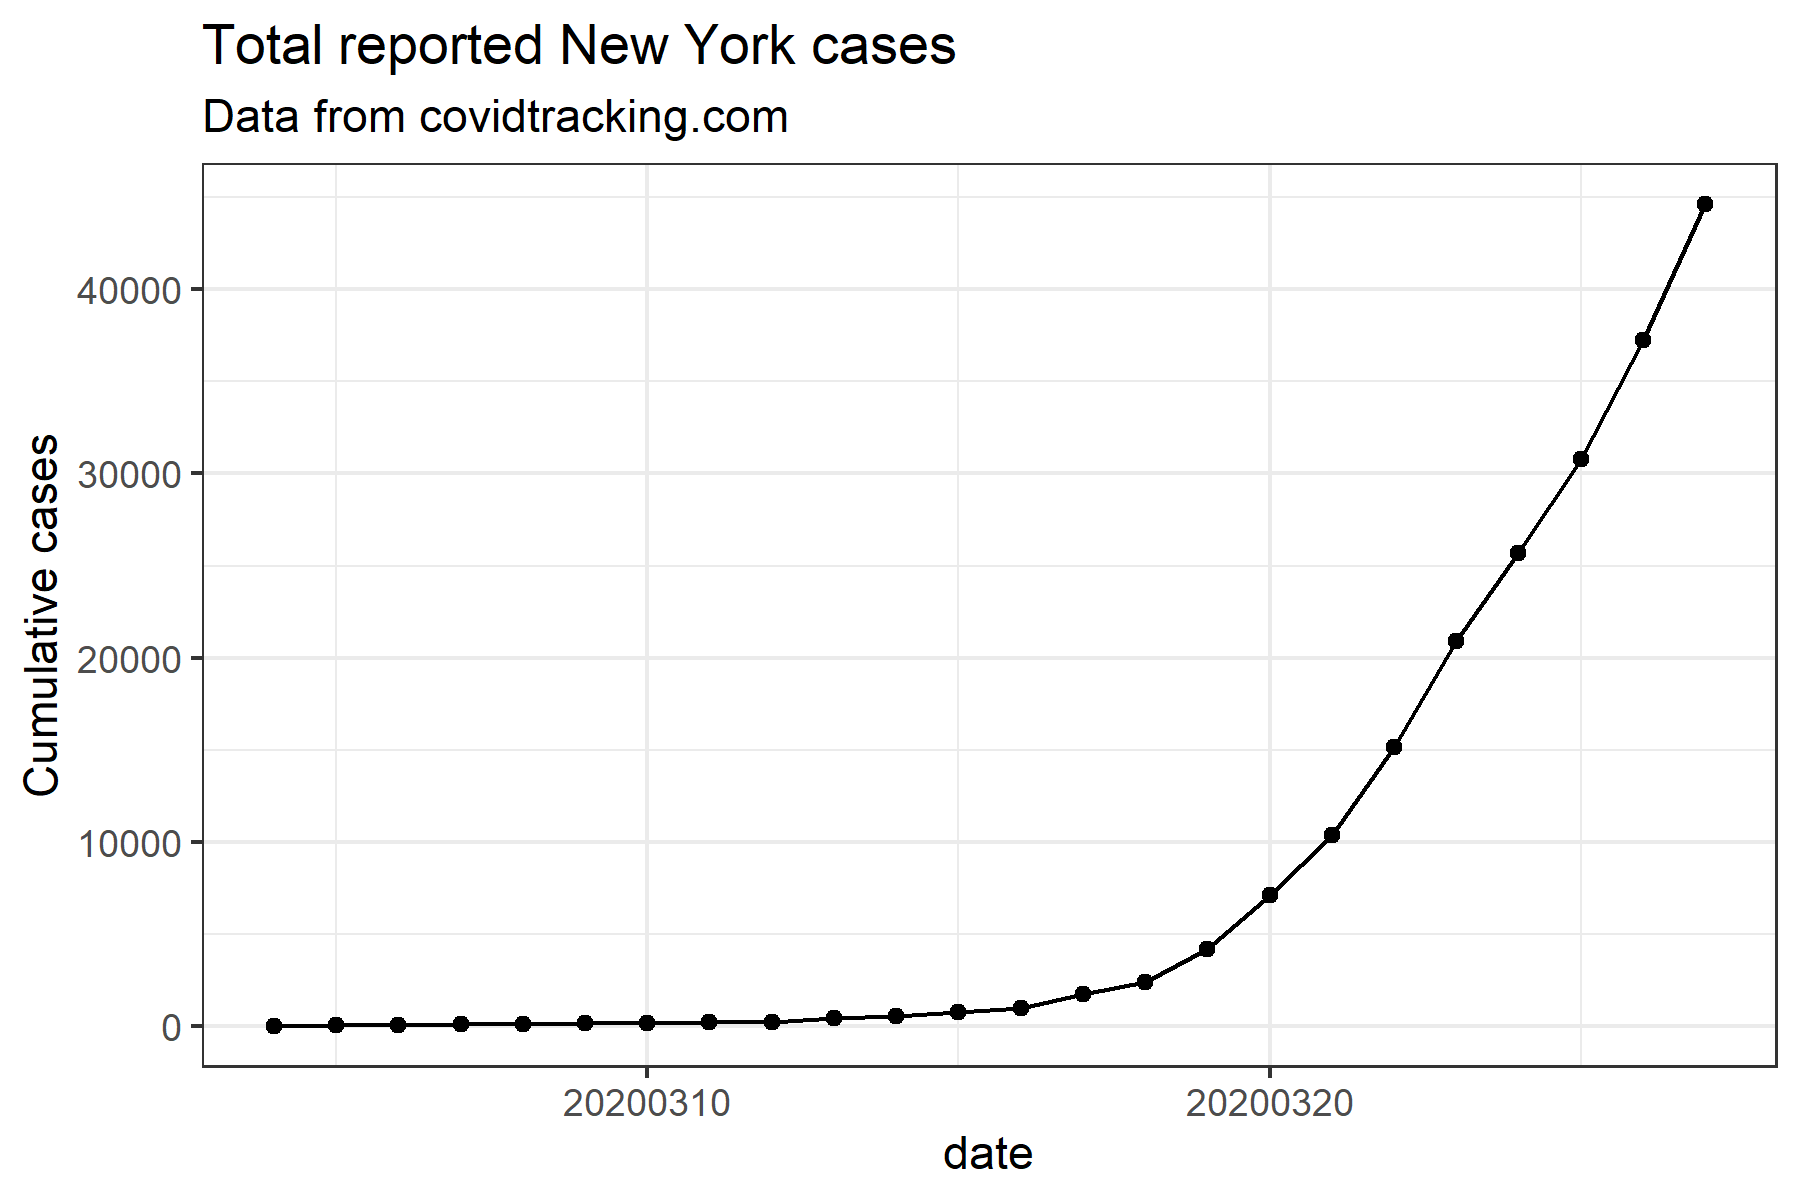 Total reported New York cases
Data from covidtracking.com
Cumulative cases
40000
30000
20000
10000
0
20200310 20200320
date